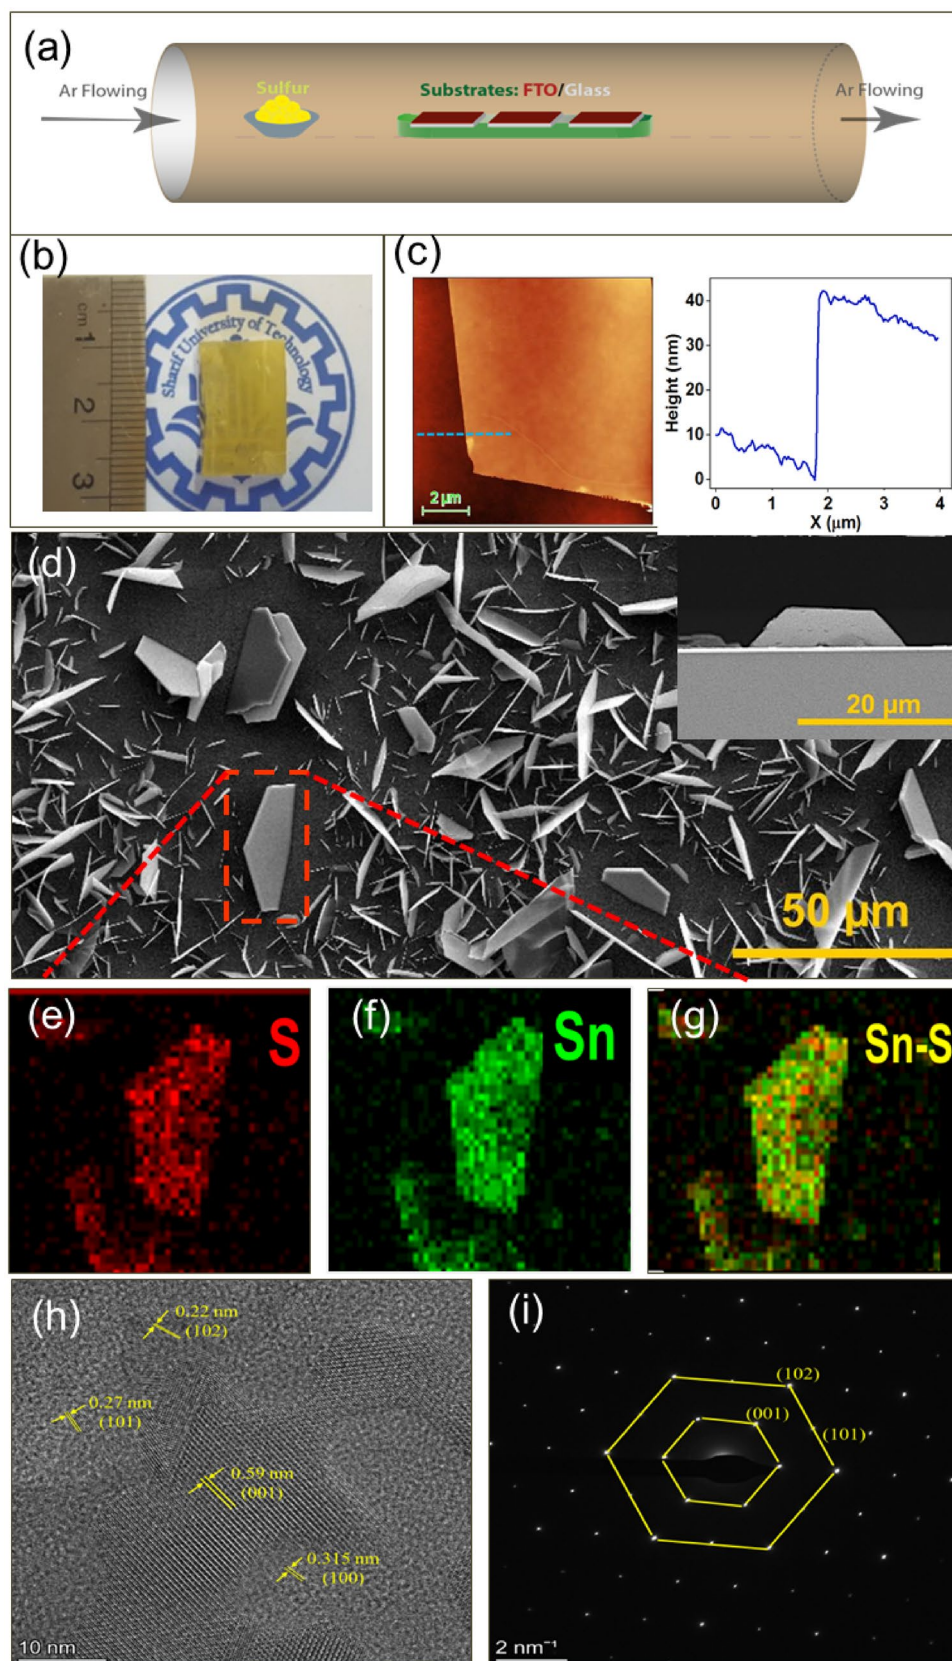 (a)
Ar Flowing
Sulfur
Substrates: FTO/Glass
Ar Flowing
(b)
cm
1
2
3
Sharif University of Technology
(c)
2 μm
Height (nm)
40
30
20
10
0
0
1
2
3
4
X (μm)
(d)
20 μm
50 μm
(e)
S
(f)
Sn
(g)
Sn-S
(h)
0.22 nm
(102)
0.27 nm
(101)
0.59 nm
(001)
0.315 nm
(100)
10 nm
(i)
(102)
(001)
(101)
2 nm⁻¹